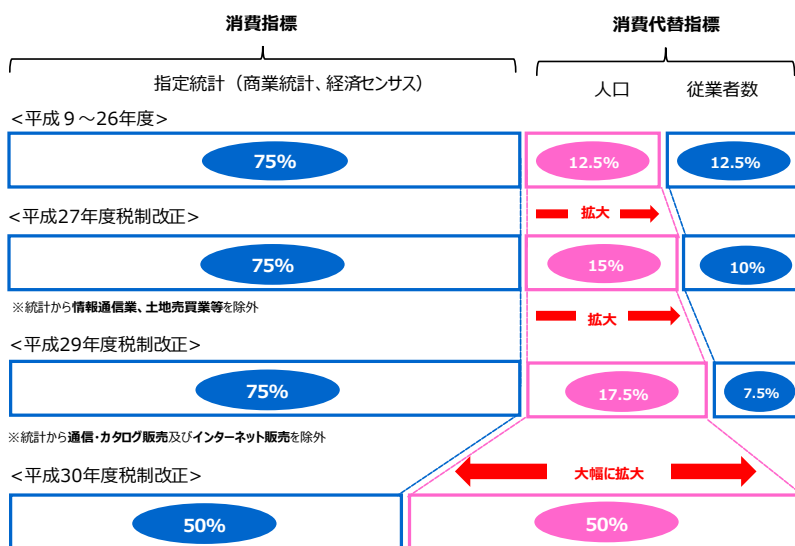 消費指標 消費代替指標
指定統計（商業統計、経済センサス） 人口 従業者数
<平成９～26年度>
75% 12.5% 12.5%
<平成27年度税制改正> 拡大
75% 15% 10%
※統計から情報通信業、土地売買業等を除外
拡大
<平成29年度税制改正>
75% 17.5% 7.5%
※統計から通信・カタログ販売及びインターネット販売を除外
<平成30年度税制改正> 大幅に拡大
50% 50%